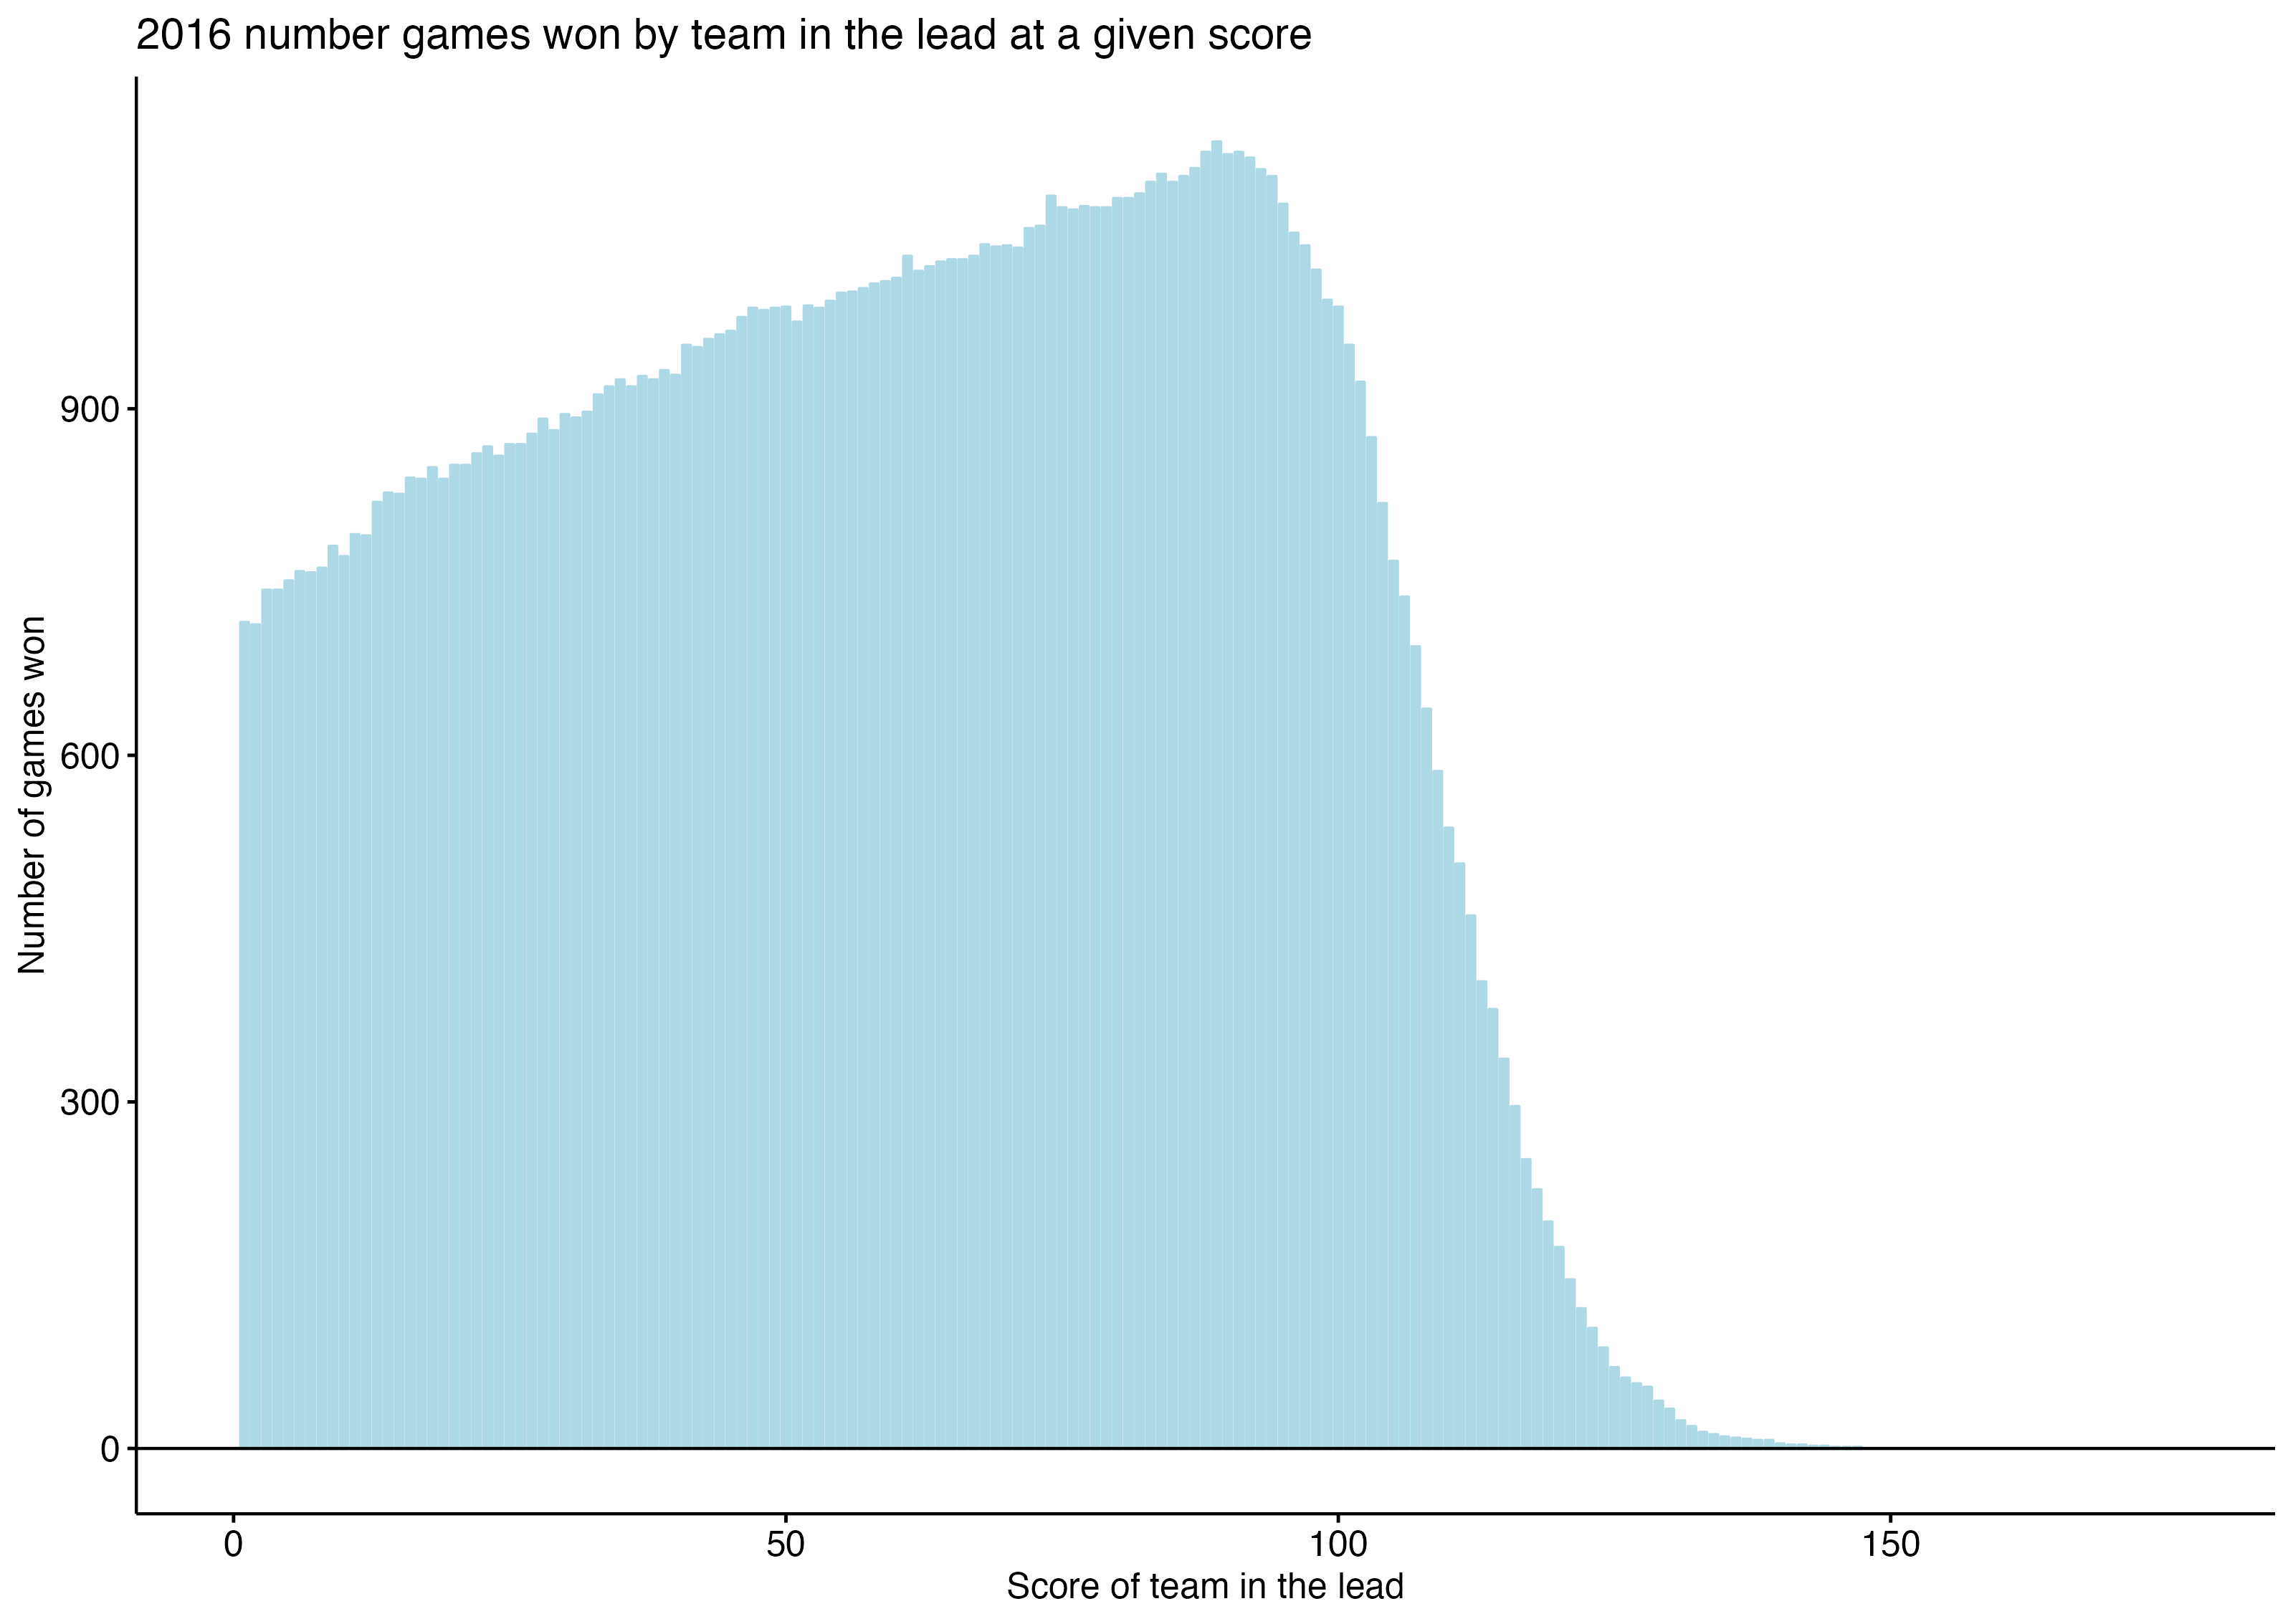 2016 number games won by team in the lead at a given score
Number of games won
900
600
300
0
0 50 100 150
Score of team in the lead